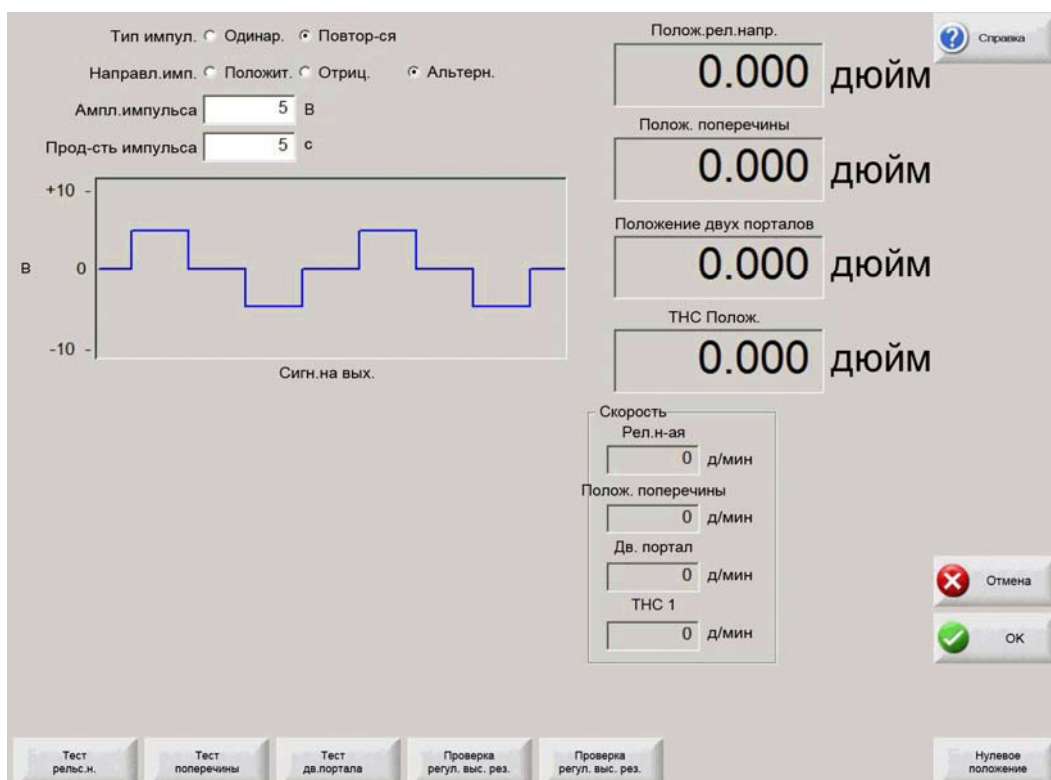 Тип импул. Одинар. Повтор-ся
Направл.имп. Положит. Отриц. Альтерн.
Ампл.импульса 5 В
Прод-сть импульса 5 с
+10 -
В 0
-10 -
Сигн.на вых.
Полож.рел.напр.
0.000 дюйм
Полож. поперечины
0.000 дюйм
Положение двух порталов
0.000 дюйм
ТНС Полож.
0.000 дюйм
Скорость
Рел.н-ая
0 д/мин
Полож. поперечины
0 д/мин
Дв. портал
0 д/мин
ТНС 1
0 д/мин
Справка
Отмена
OK
Тест
рельс.н.
Тест
поперечины
Тест
дв.портала
Проверка
регул. выс. рез.
Проверка
регул. выс. рез.
Нулевое
положение